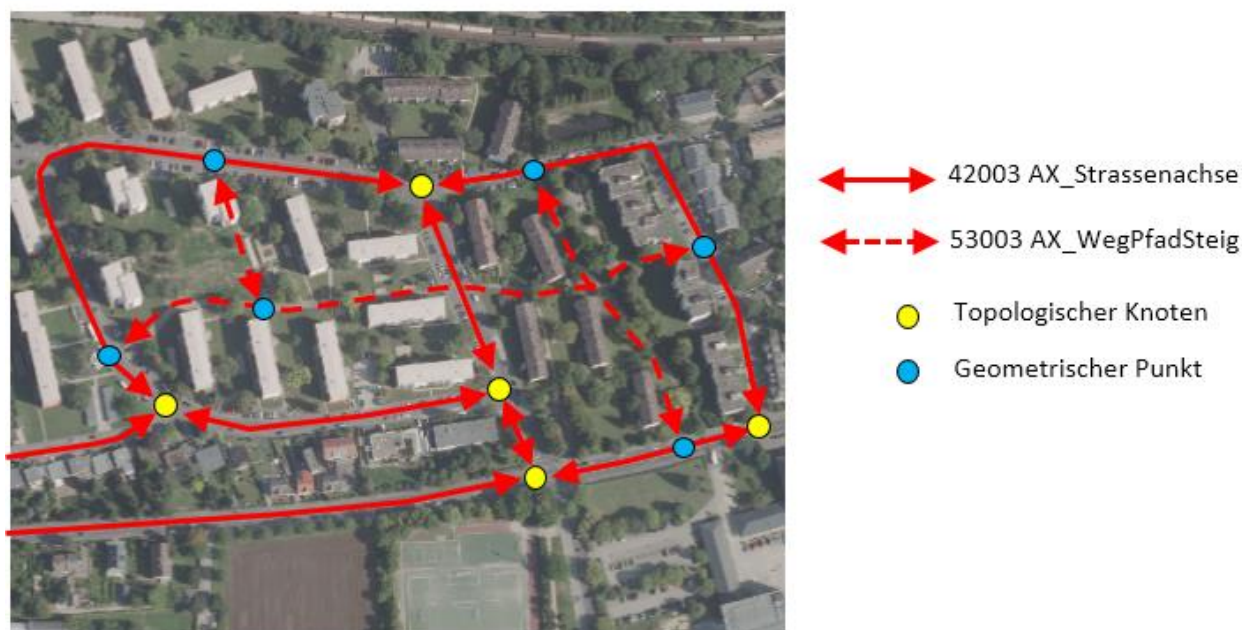 42003 AX_Strassenachse
53003 AX_WegPfadSteig
Topologischer Knoten
Geometrischer Punkt